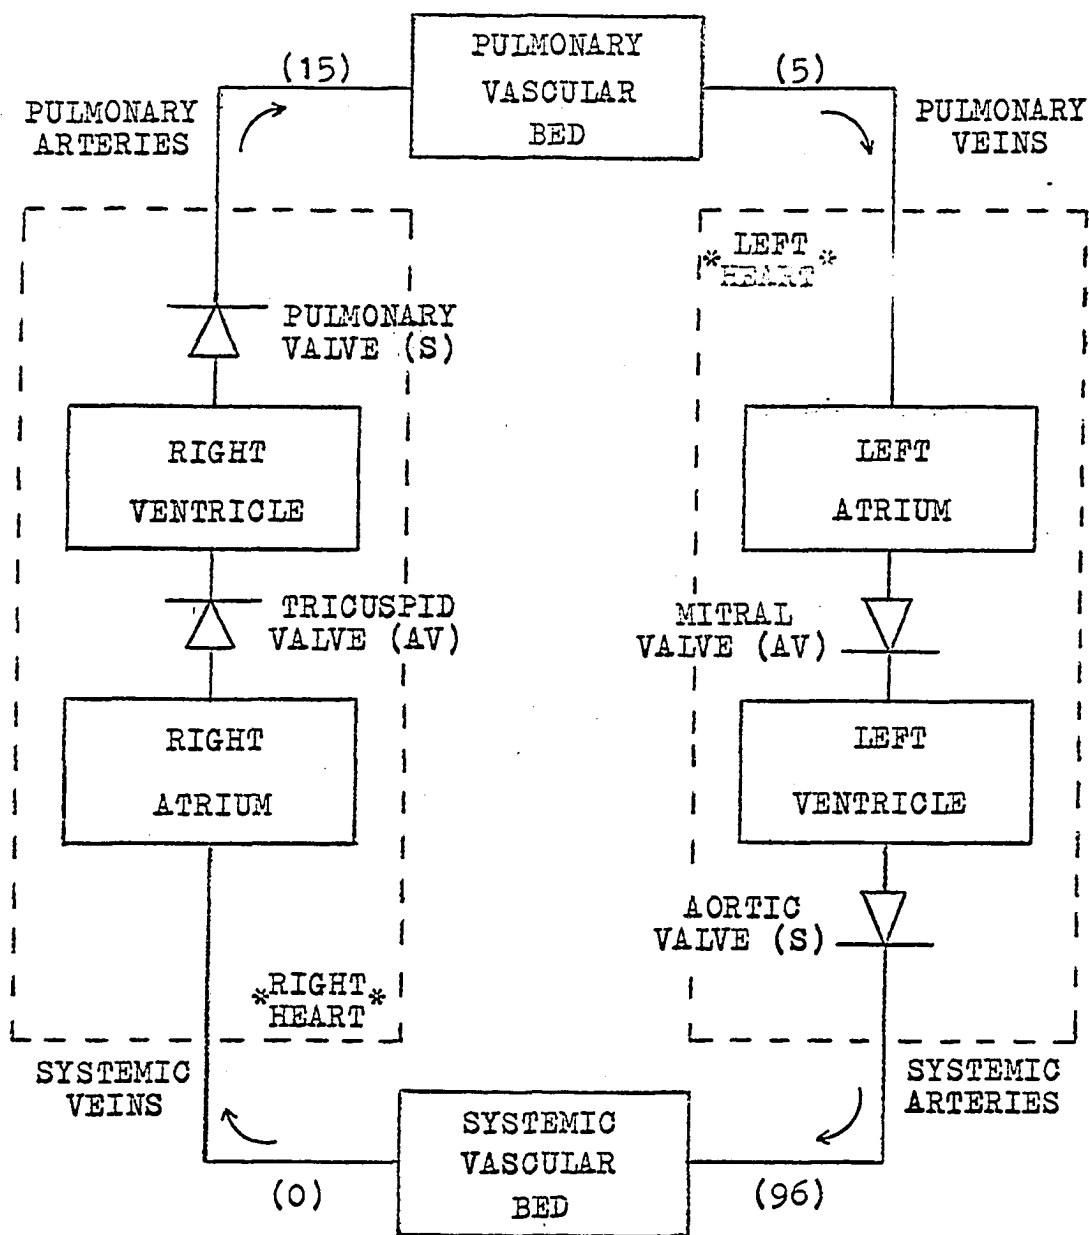 PULMONARY
VASCULAR
BED
(15)
(5)
PULMONARY
ARTERIES
PULMONARY
VEINS
*LEFT
HEART*
PULMONARY
VALVE (S)
RIGHT
VENTRICLE
LEFT
ATRIUM
TRICUSPID
VALVE (AV)
MITRAL
VALVE (AV)
RIGHT
ATRIUM
LEFT
VENTRICLE
AORTIC
VALVE (S)
*RIGHT
HEART*
SYSTEMIC
VEINS
SYSTEMIC
ARTERIES
SYSTEMIC
VASCULAR
BED
(0)
(96)